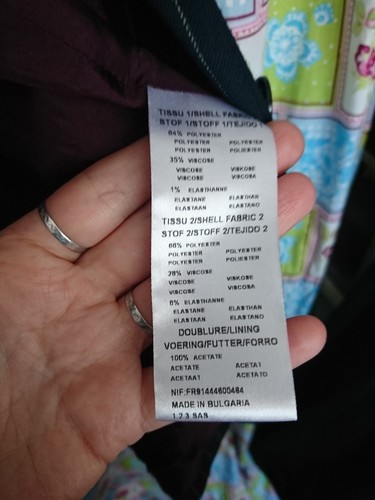 TISSU 1/SHELL FABRIC
STOF 1/STOFF 1/TEJIDO 1
64% POLYESTER
POLYESTER POLYESTER
POLYESTER POLIESTER
35% VISCOSE
VISCOSE VISKOSE
VISCOSE VISCOSA
1% ELASTHANNE
ELASTANE ELASTHAN
ELASTAAN ELASTANO
TISSU 2/SHELL FABRIC 2
STOF 2/STOFF 2/TEJIDO 2
66% POLYESTER
POLYESTER POLYESTER
POLYESTER POLIESTER
28% VISCOSE
VISCOSE VISKOSE
VISCOSE VISCOSA
6% ELASTHANNE
ELASTANE ELASTHAN
ELASTAAN ELASTANO
DOUBLURE/LINING
VOERING/FUTTER/FORRO
100% ACETATE
ACETATE ACETAT
ACETAAT ACETATO
NIF:FR91444600464
MADE IN BULGARIA
1.2.3 SAS